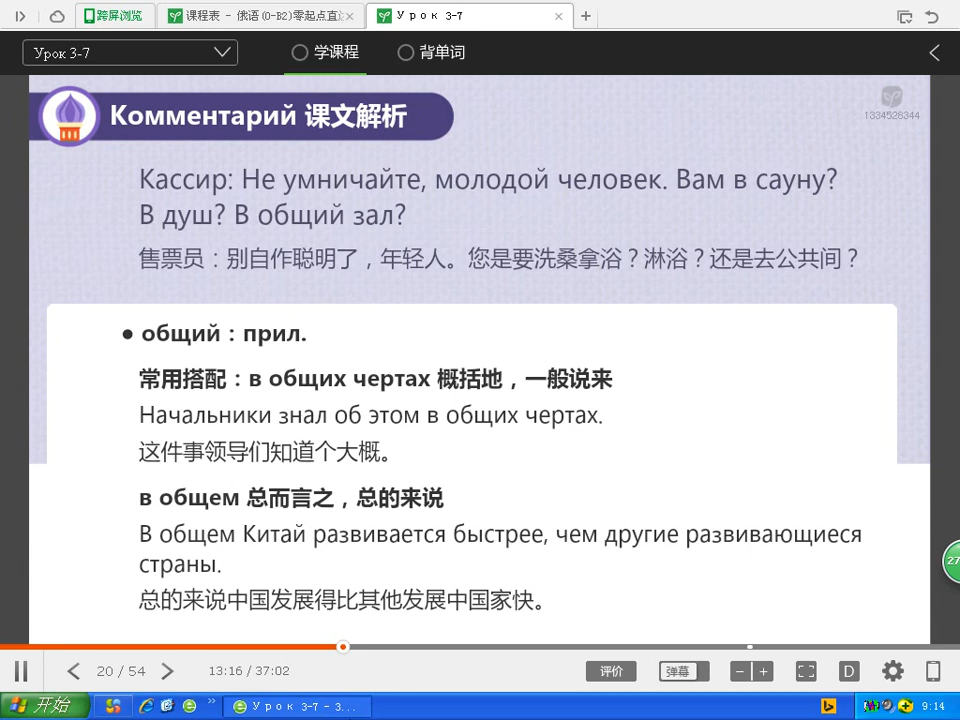 跨屏浏览
课程表 - 俄语(0-B2)零起点直
Урок 3-7
Урок 3-7
学课程
背单词
Комментарий 课文解析
1334528344
Кассир: Не умничайте, молодой человек. Вам в сауну?
В душ? В общий зал?
售票员：别自作聪明了，年轻人。您是要洗桑拿浴？淋浴？还是去公共间？
● общий：прил.
常用搭配：в общих чертах 概括地，一般说来
Начальники знал об этом в общих чертах.
这件事领导们知道个大概。
в общем 总而言之，总的来说
В общем Китай развивается быстрее, чем другие развивающиеся
страны.
总的来说中国发展得比其他发展中国家快。
27
20 / 54
13:16 / 37:02
评价
弹幕
D
开始
Урок 3-7 - 3...
9:14